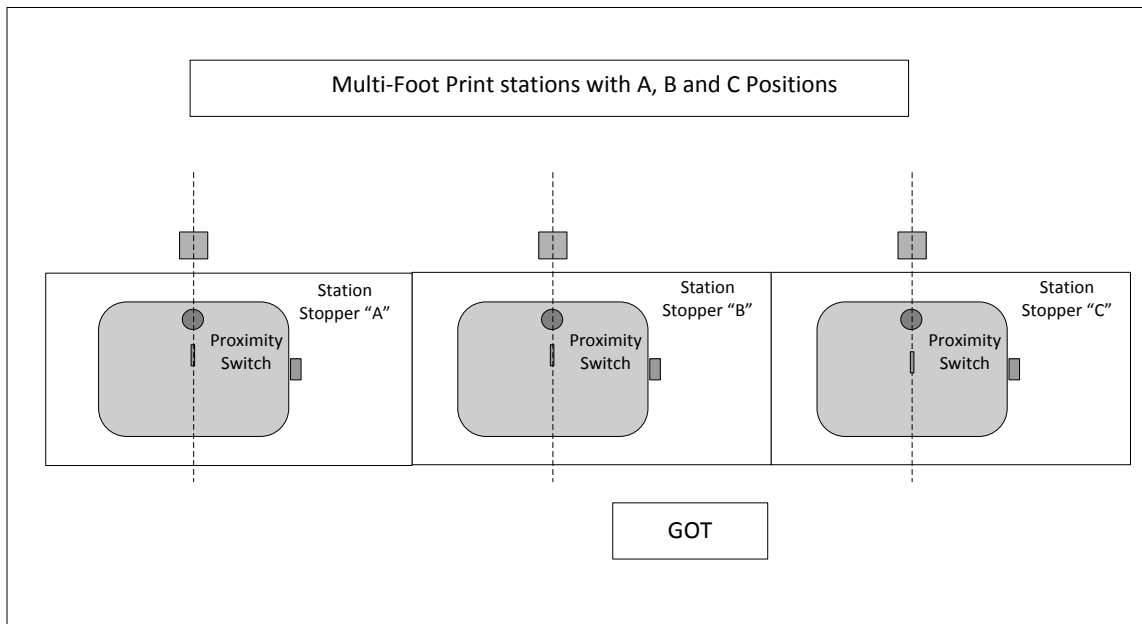 Multi-Foot Print stations with A, B and C Positions
Station
Stopper “A”
Proximity
Switch
Station
Stopper “B”
Proximity
Switch
Station
Stopper “C”
Proximity
Switch
GOT